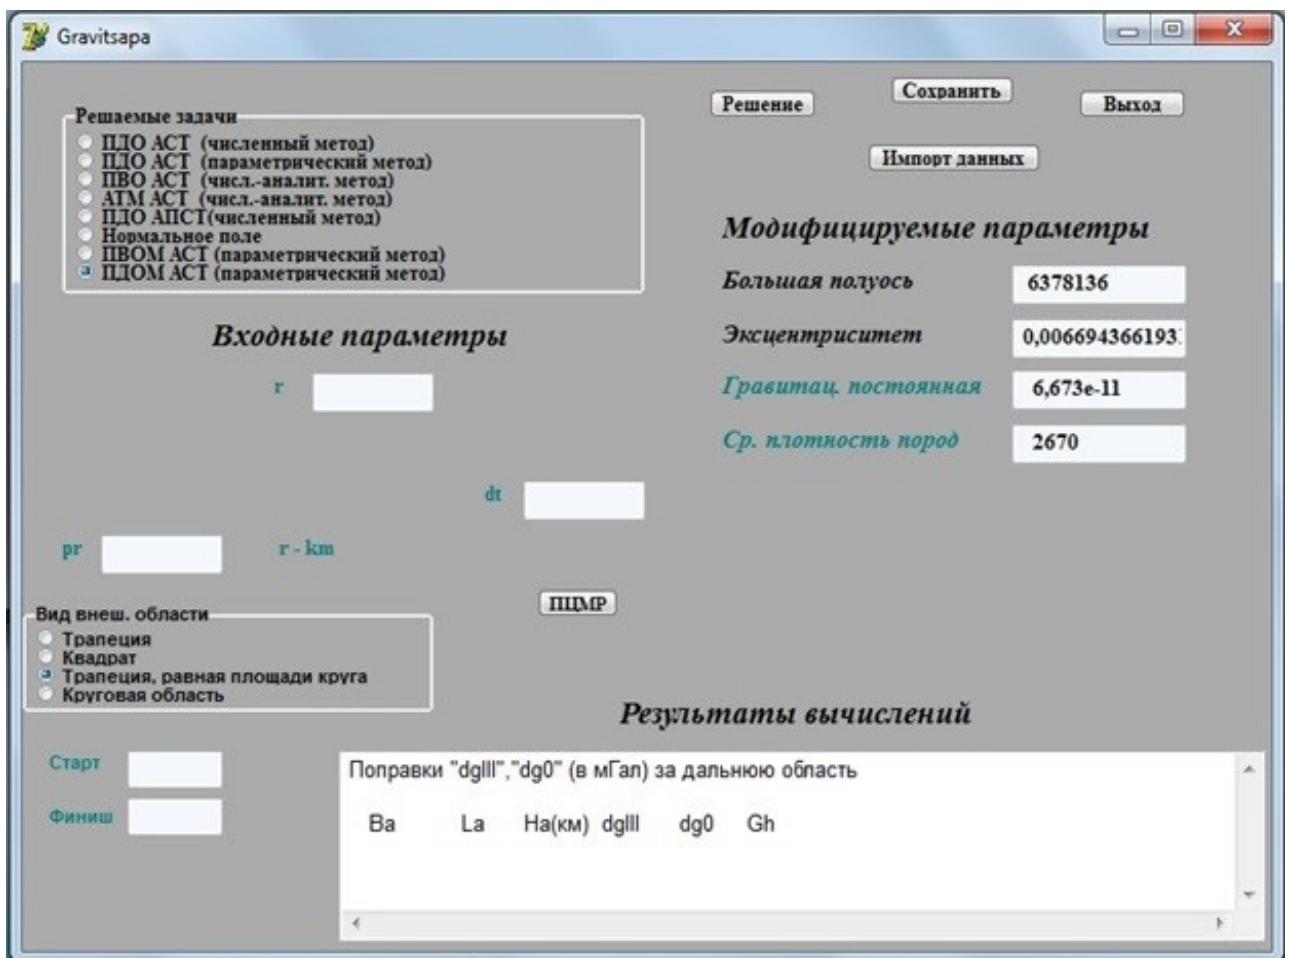 Gravitsapa
Решаемые задачи
ПДО АСТ (численный метод)
ПДО АСТ (параметрический метод)
ПВО АСТ (числ.-аналит. метод)
АТМ АСТ (числ.-аналит. метод)
ПДО АПСТ(численный метод)
Нормальное поле
ПВОМ АСТ (параметрический метод)
ПДОМ АСТ (параметрический метод)
Решение
Сохранить
Выход
Импорт данных
Модифицируемые параметры
Большая полуось 6378136
Эксцентриситет 0,006694366193
Гравитац. постоянная 6,673e-11
Ср. плотность пород 2670
Входные параметры
r
dt
pr
r - km
ПЦМР
Вид внеш. области
Трапеция
Квадрат
Трапеция, равная площади круга
Круговая область
Старт
Финиш
Результаты вычислений
Поправки "dgIII","dg0" (в мГал) за дальнюю область
Ba La Ha(км) dgIII dg0 Gh